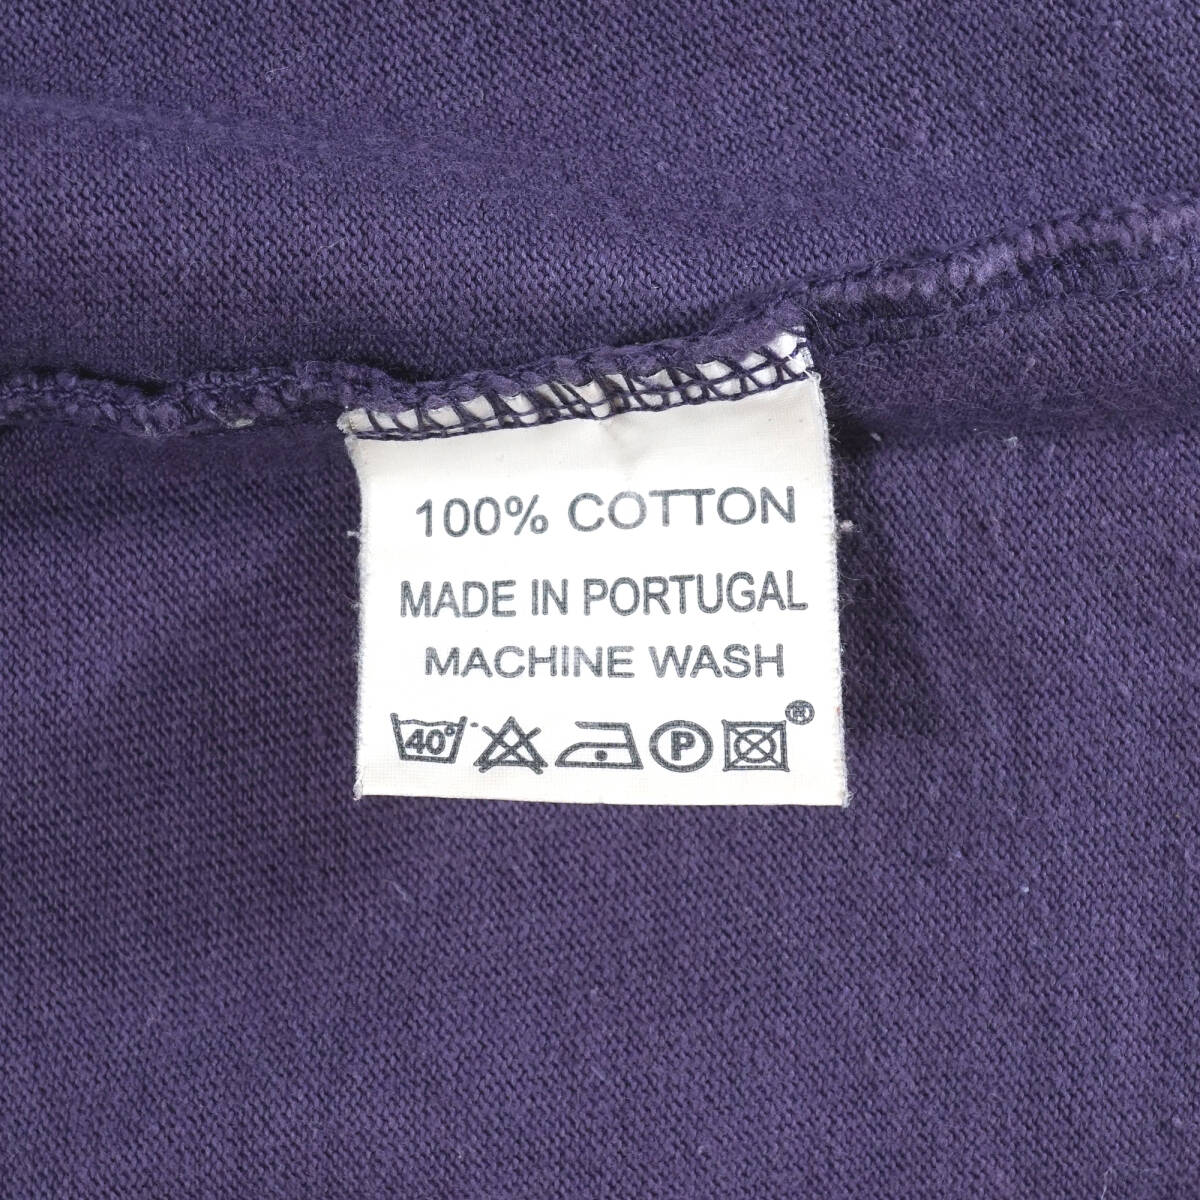 100% COTTON
MADE IN PORTUGAL
MACHINE WASH
40° P ®